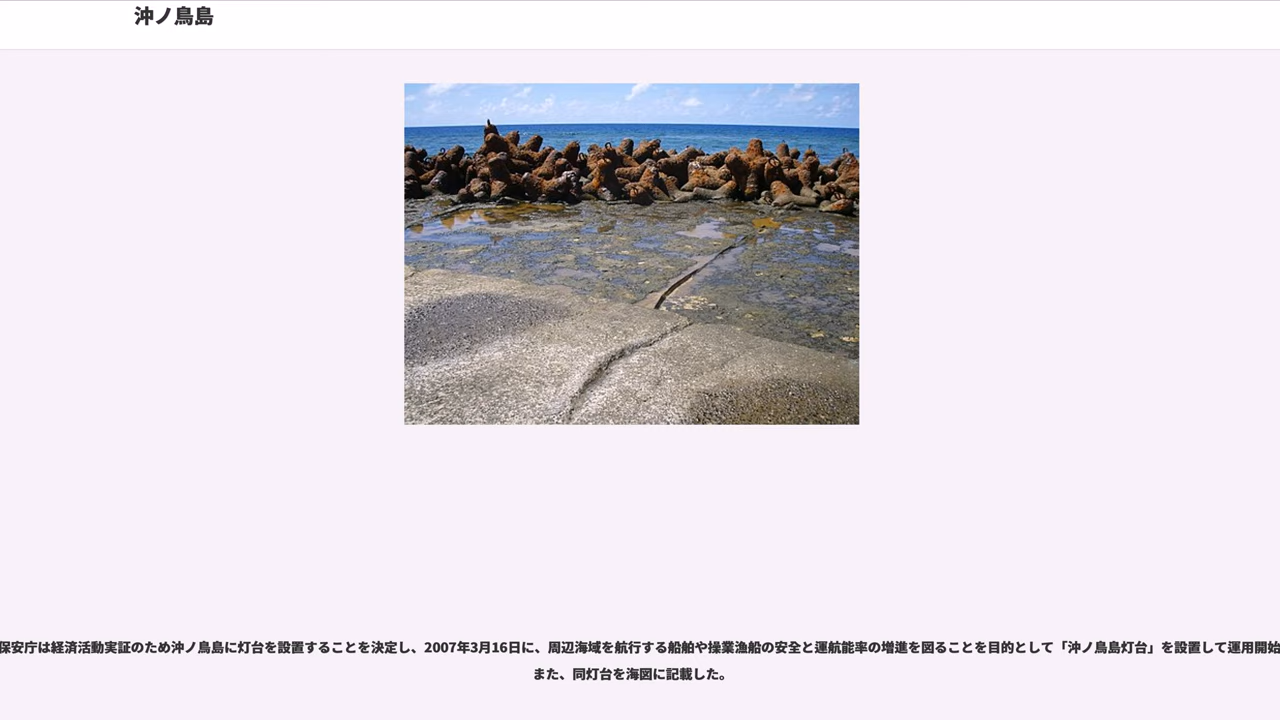 沖ノ鳥島
保安庁は経済活動実証のため沖ノ鳥島に灯台を設置することを決定し、2007年3月16日に、周辺海域を航行する船舶や操業漁船の安全と運航能率の増進を図ることを目的として「沖ノ鳥島灯台」を設置して運用開始
また、同灯台を海図に記載した。